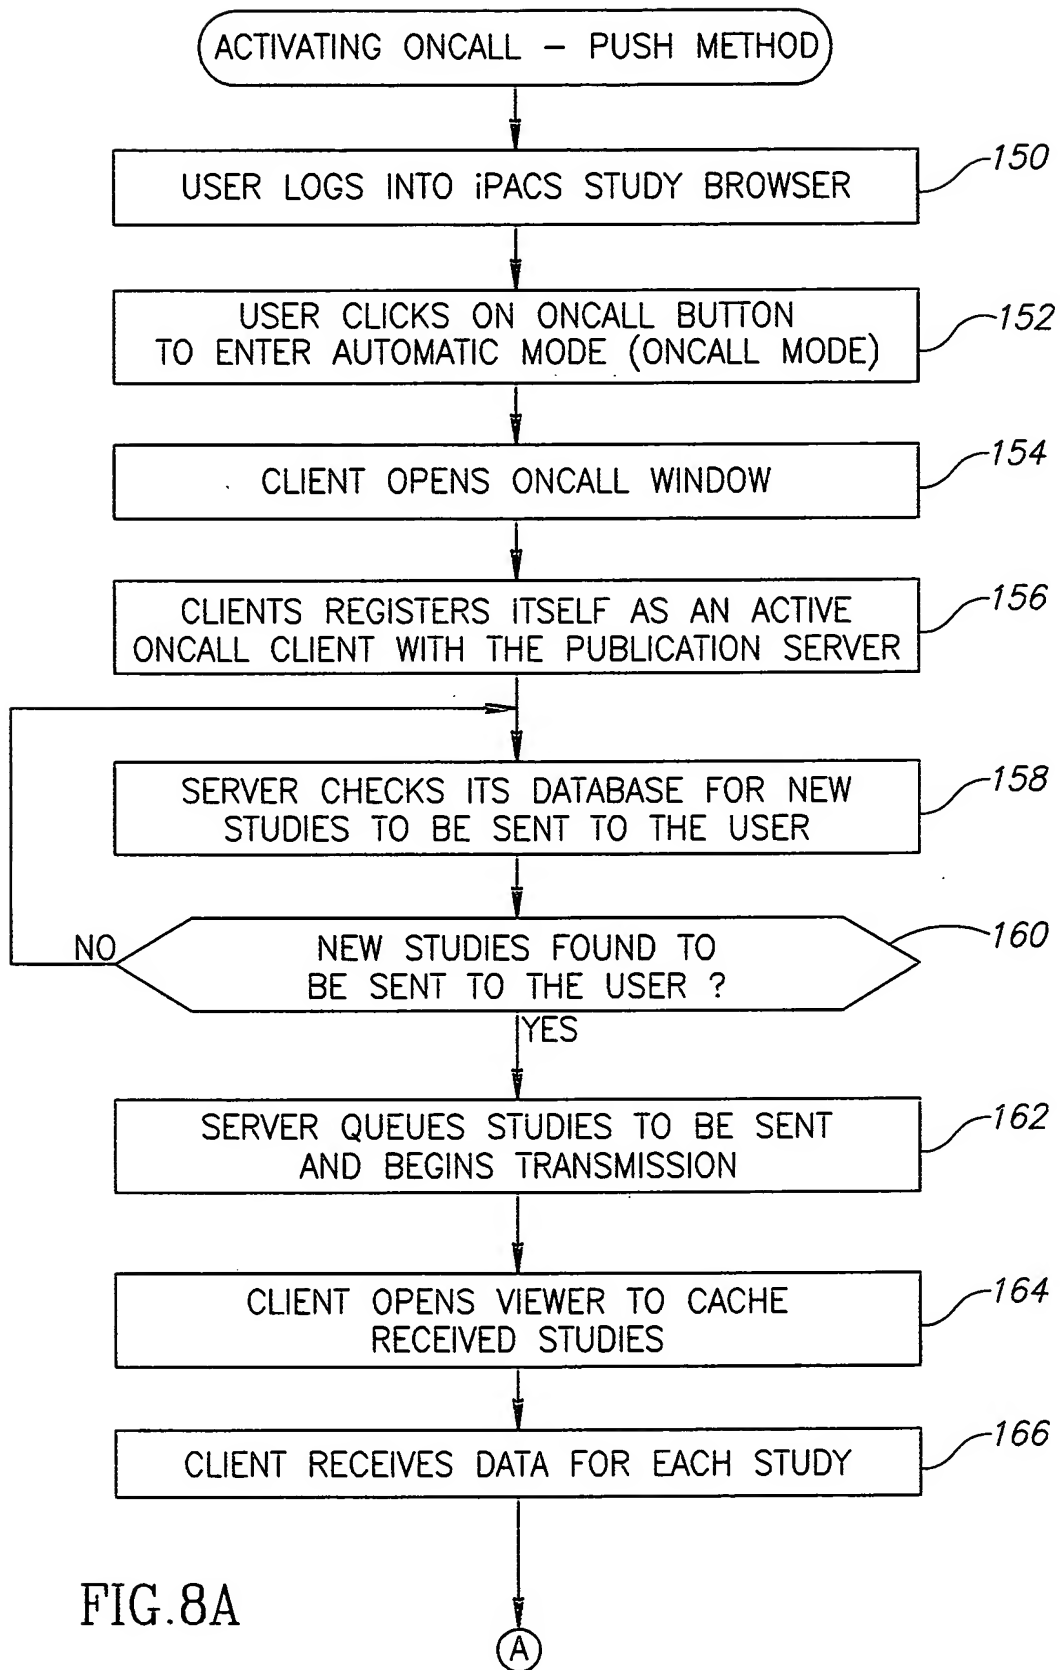 ACTIVATING ONCALL – PUSH METHOD
USER LOGS INTO iPACS STUDY BROWSER
150
USER CLICKS ON ONCALL BUTTON
TO ENTER AUTOMATIC MODE (ONCALL MODE)
152
CLIENT OPENS ONCALL WINDOW
154
CLIENTS REGISTERS ITSELF AS AN ACTIVE
ONCALL CLIENT WITH THE PUBLICATION SERVER
156
SERVER CHECKS ITS DATABASE FOR NEW
STUDIES TO BE SENT TO THE USER
158
NO
NEW STUDIES FOUND TO
BE SENT TO THE USER ?
160
YES
SERVER QUEUES STUDIES TO BE SENT
AND BEGINS TRANSMISSION
162
CLIENT OPENS VIEWER TO CACHE
RECEIVED STUDIES
164
CLIENT RECEIVES DATA FOR EACH STUDY
166
FIG.8A
A